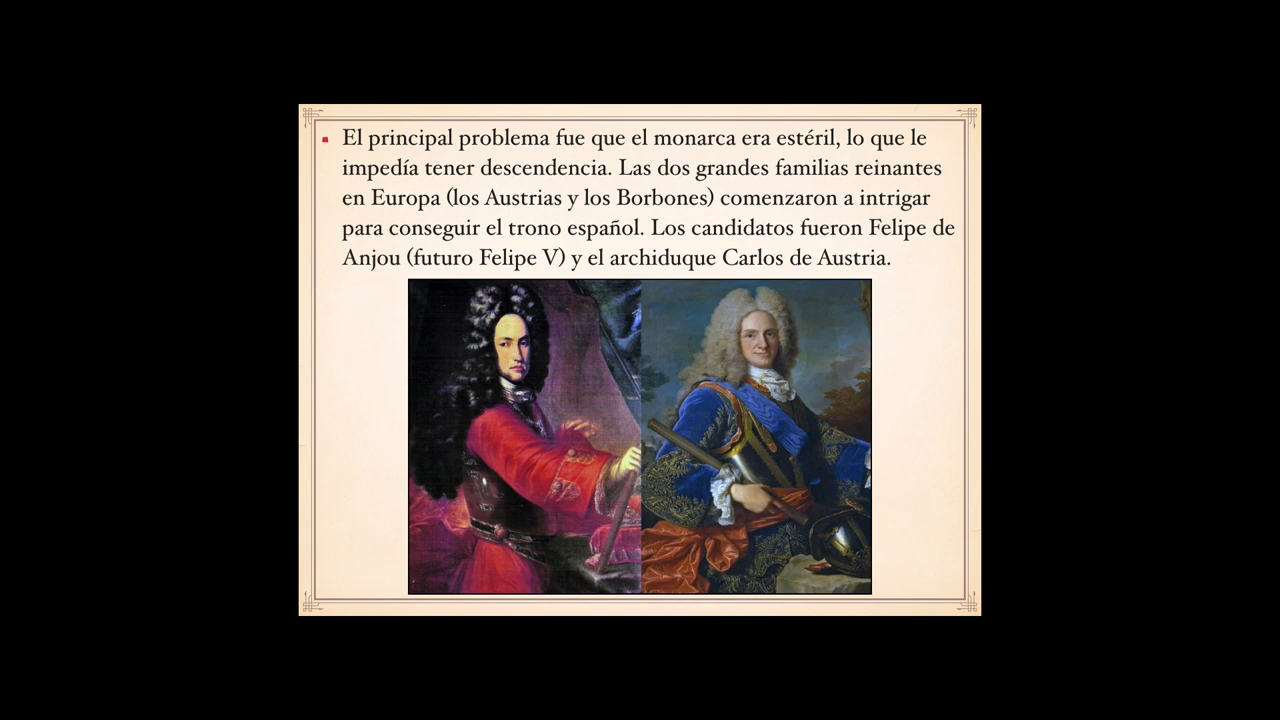 El principal problema fue que el monarca era estéril, lo que le
impedía tener descendencia. Las dos grandes familias reinantes
en Europa (los Austrias y los Borbones) comenzaron a intrigar
para conseguir el trono español. Los candidatos fueron Felipe de
Anjou (futuro Felipe V) y el archiduque Carlos de Austria.